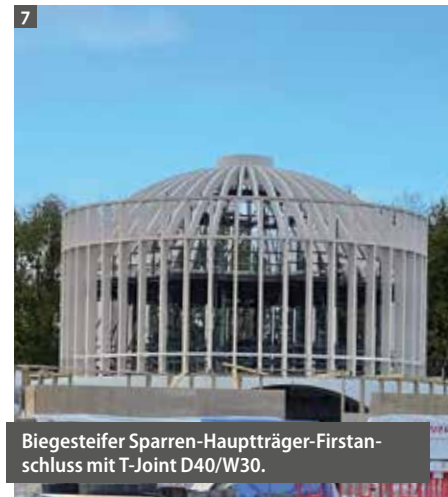 7
Biegesteifer Sparren-Hauptträger-Firstan-
schluss mit T-Joint D40/W30.